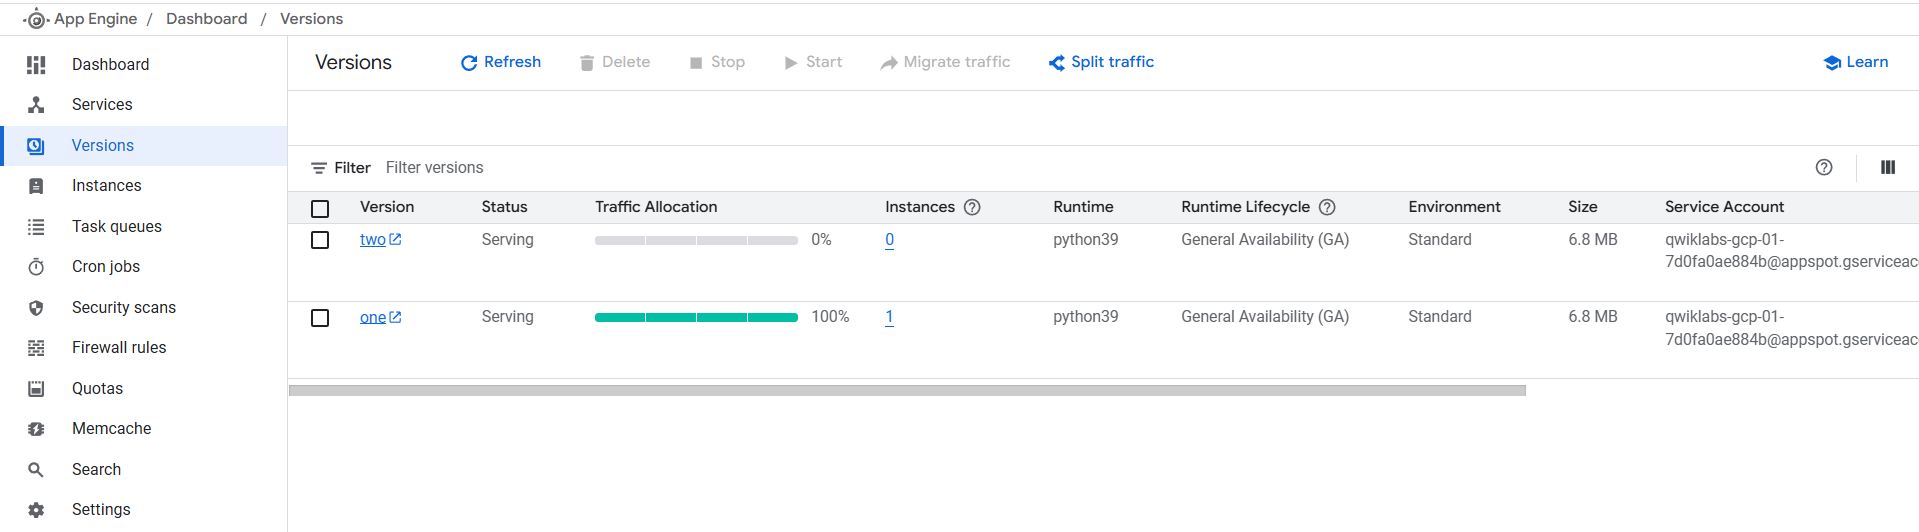 App Engine / Dashboard / Versions
Dashboard
Services
Versions
Instances
Task queues
Cron jobs
Security scans
Firewall rules
Quotas
Memcache
Search
Settings
Versions Refresh Delete Stop Start Migrate traffic Split traffic Learn
Filter Filter versions
Version Status Traffic Allocation Instances Runtime Runtime Lifecycle Environment Size Service Account
two Serving 0% 0 python39 General Availability (GA) Standard 6.8 MB qwiklabs-gcp-01-
7d0fa0ae884b@appspot.gserviceac
one Serving 100% 1 python39 General Availability (GA) Standard 6.8 MB qwiklabs-gcp-01-
7d0fa0ae884b@appspot.gserviceac